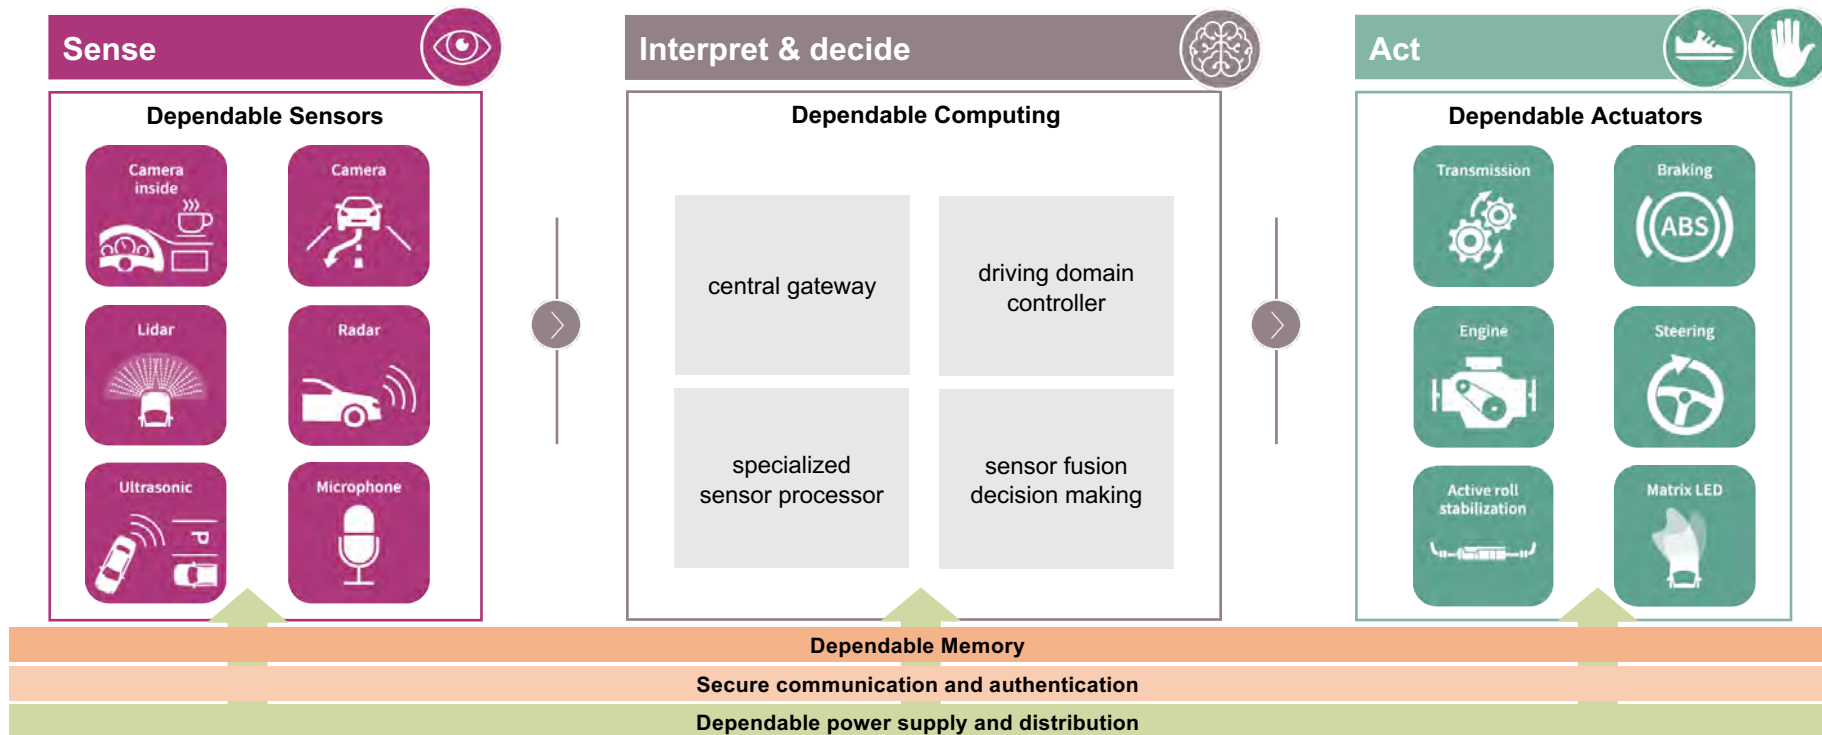 Sense
Dependable Sensors
Camera
inside
Camera
Lidar
Radar
Ultrasonic
P
Microphone
Interpret & decide
Dependable Computing
central gateway
driving domain
controller
specialized
sensor processor
sensor fusion
decision making
Act
Dependable Actuators
Transmission
Braking
ABS
Engine
Steering
Active roll
stabilization
Matrix LED
Dependable Memory
Secure communication and authentication
Dependable power supply and distribution